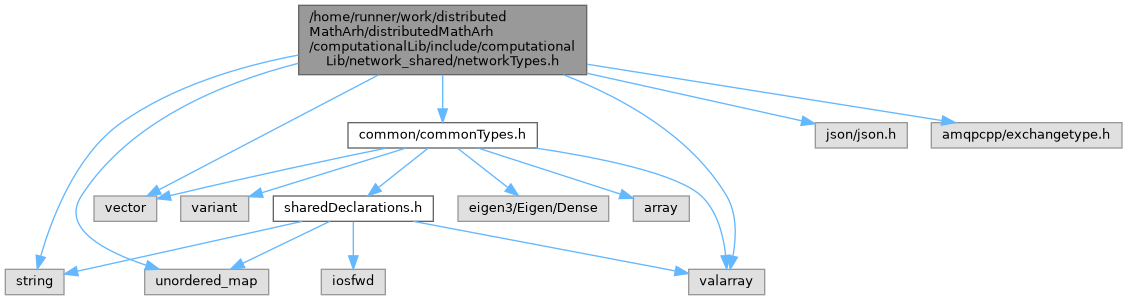 /home/runner/work/distributed
MathArh/distributedMathArh
/computationalLib/include/computational
Lib/network_shared/networkTypes.h
common/commonTypes.h
json/json.h
amqpcpp/exchangetype.h
vector
variant
sharedDeclarations.h
eigen3/Eigen/Dense
array
string
unordered_map
iosfwd
valarray